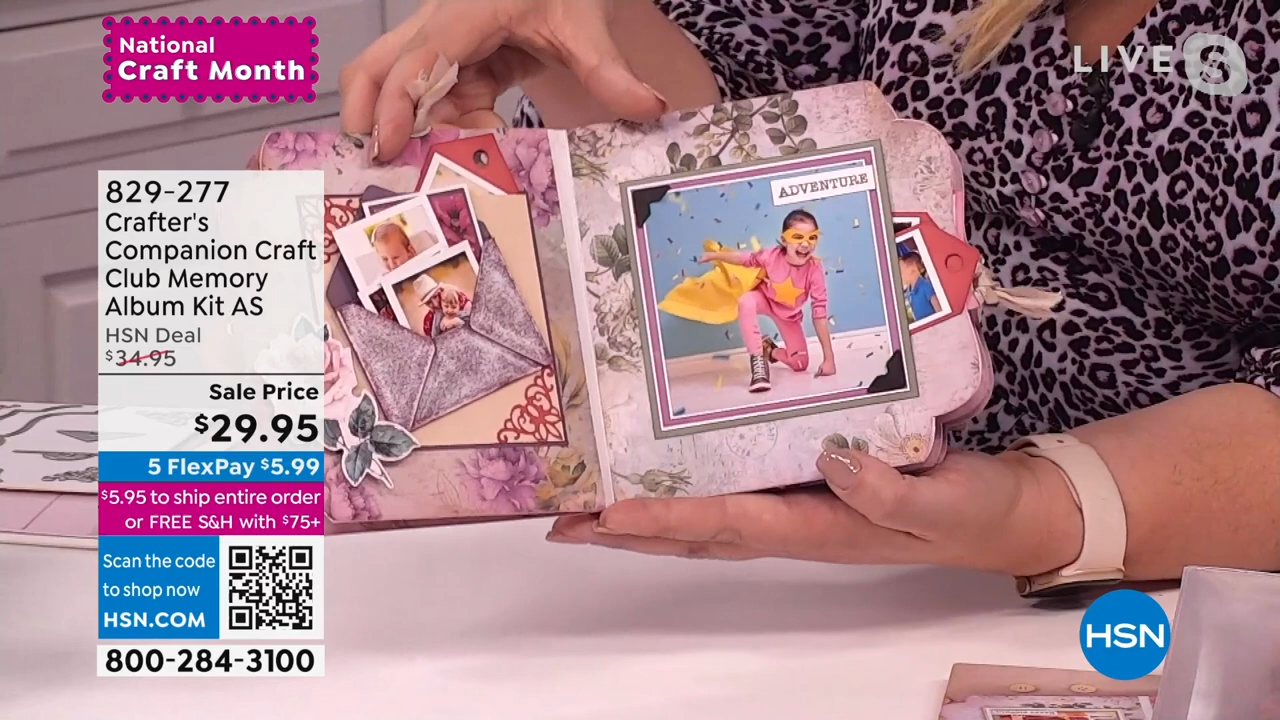 National
Craft Month
LIVE S
829-277
Crafter's
Companion Craft
Club Memory
Album Kit AS
HSN Deal
$34.95
Sale Price
$29.95
5 FlexPay $5.99
$5.95 to ship entire order
or FREE S&H with $75+
Scan the code
to shop now
HSN.COM
800-284-3100
ADVENTURE
HSN